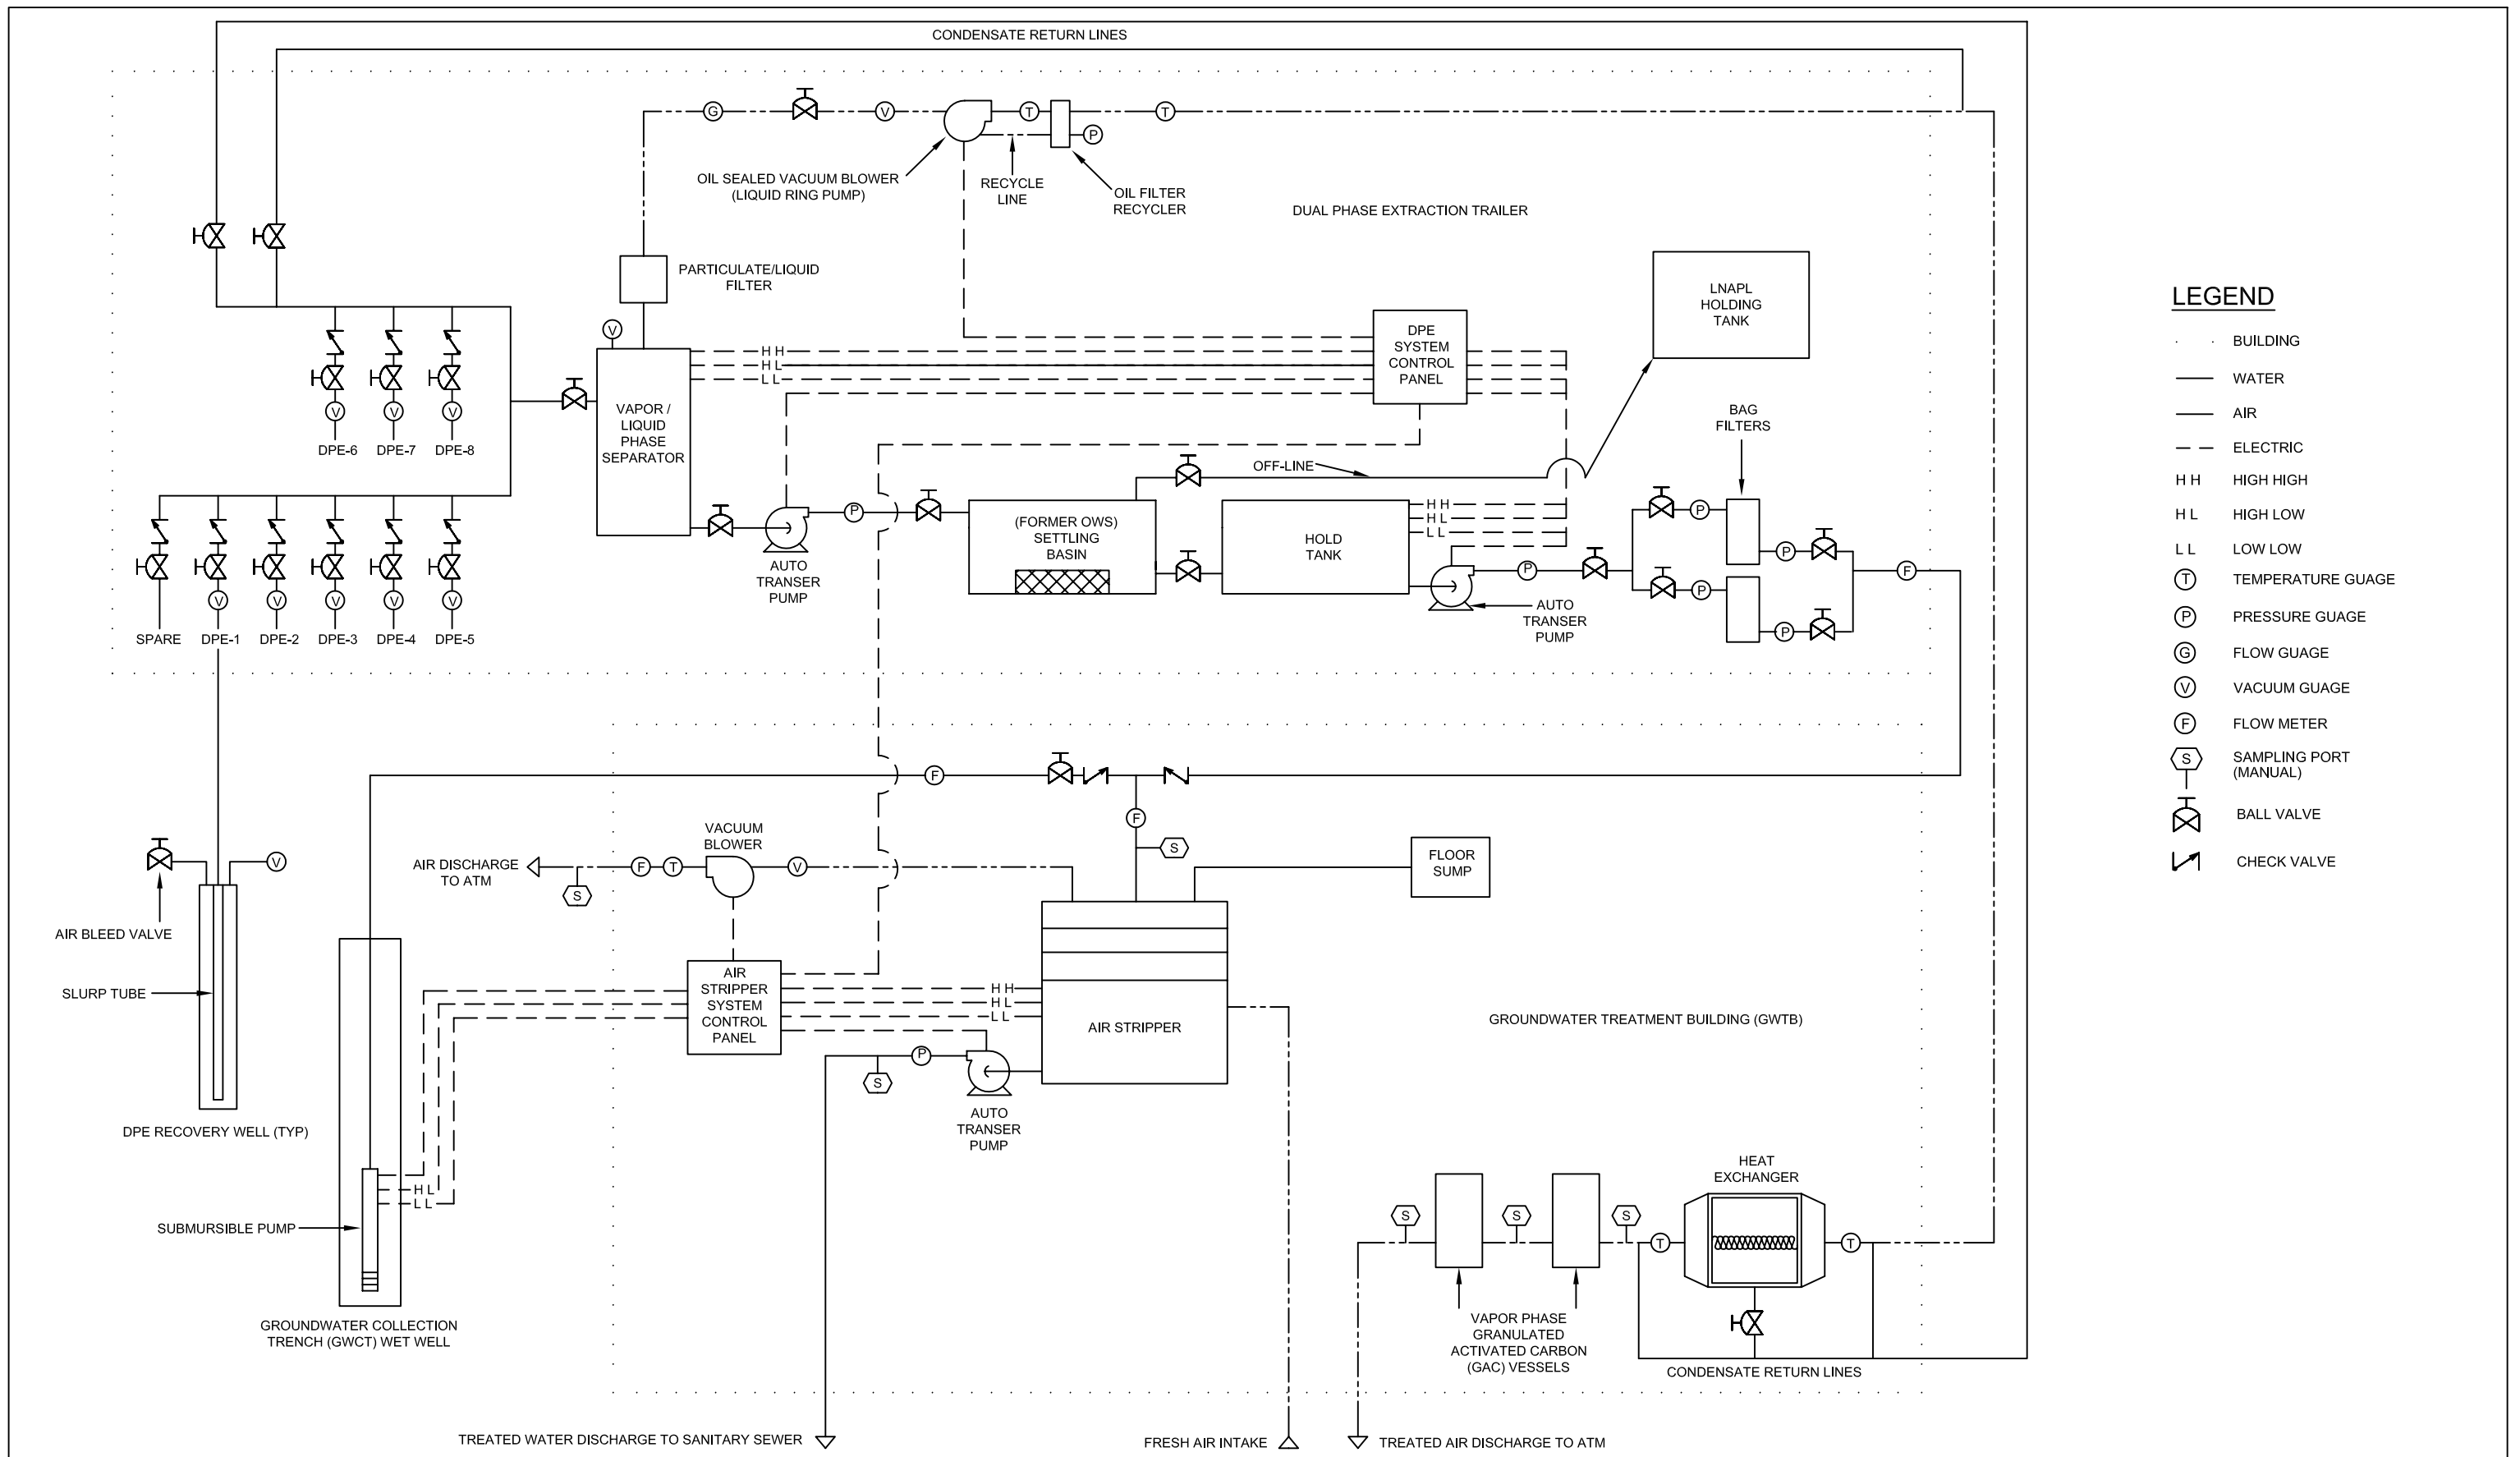 CONDENSATE RETURN LINES
G
V
T
T
P
OIL SEALED VACUUM BLOWER
(LIQUID RING PUMP)
RECYCLE
LINE
OIL FILTER
RECYCLER
DUAL PHASE EXTRACTION TRAILER
PARTICULATE/LIQUID
FILTER
LNAPL
HOLDING
TANK
V
DPE
SYSTEM
CONTROL
PANEL
H H
H L
L L
VAPOR /
LIQUID
PHASE
SEPARATOR
V
V
V
DPE-6
DPE-7
DPE-8
BAG
FILTERS
OFF-LINE
P
(FORMER OWS)
SETTLING
BASIN
HOLD
TANK
H H
H L
L L
P
P
P
P
P
F
AUTO
TRANSER
PUMP
AUTO
TRANSER
PUMP
V
V
V
V
V
SPARE
DPE-1
DPE-2
DPE-3
DPE-4
DPE-5
F
F
S
VACUUM
BLOWER
AIR DISCHARGE
TO ATM
S
F
T
V
FLOOR
SUMP
V
AIR BLEED VALVE
SLURP TUBE
DPE RECOVERY WELL (TYP)
AIR
STRIPPER
SYSTEM
CONTROL
PANEL
H H
H L
L L
AIR STRIPPER
GROUNDWATER TREATMENT BUILDING (GWTB)
P
S
AUTO
TRANSER
PUMP
H L
L L
SUBMURSIBLE PUMP
GROUNDWATER COLLECTION
TRENCH (GWCT) WET WELL
HEAT
EXCHANGER
S
S
S
T
T
VAPOR PHASE
GRANULATED
ACTIVATED CARBON
(GAC) VESSELS
CONDENSATE RETURN LINES
TREATED WATER DISCHARGE TO SANITARY SEWER
FRESH AIR INTAKE
TREATED AIR DISCHARGE TO ATM
LEGEND
BUILDING
WATER
AIR
ELECTRIC
H H HIGH HIGH
H L HIGH LOW
L L LOW LOW
T TEMPERATURE GUAGE
P PRESSURE GUAGE
G FLOW GUAGE
V VACUUM GUAGE
F FLOW METER
S SAMPLING PORT
(MANUAL)
BALL VALVE
CHECK VALVE